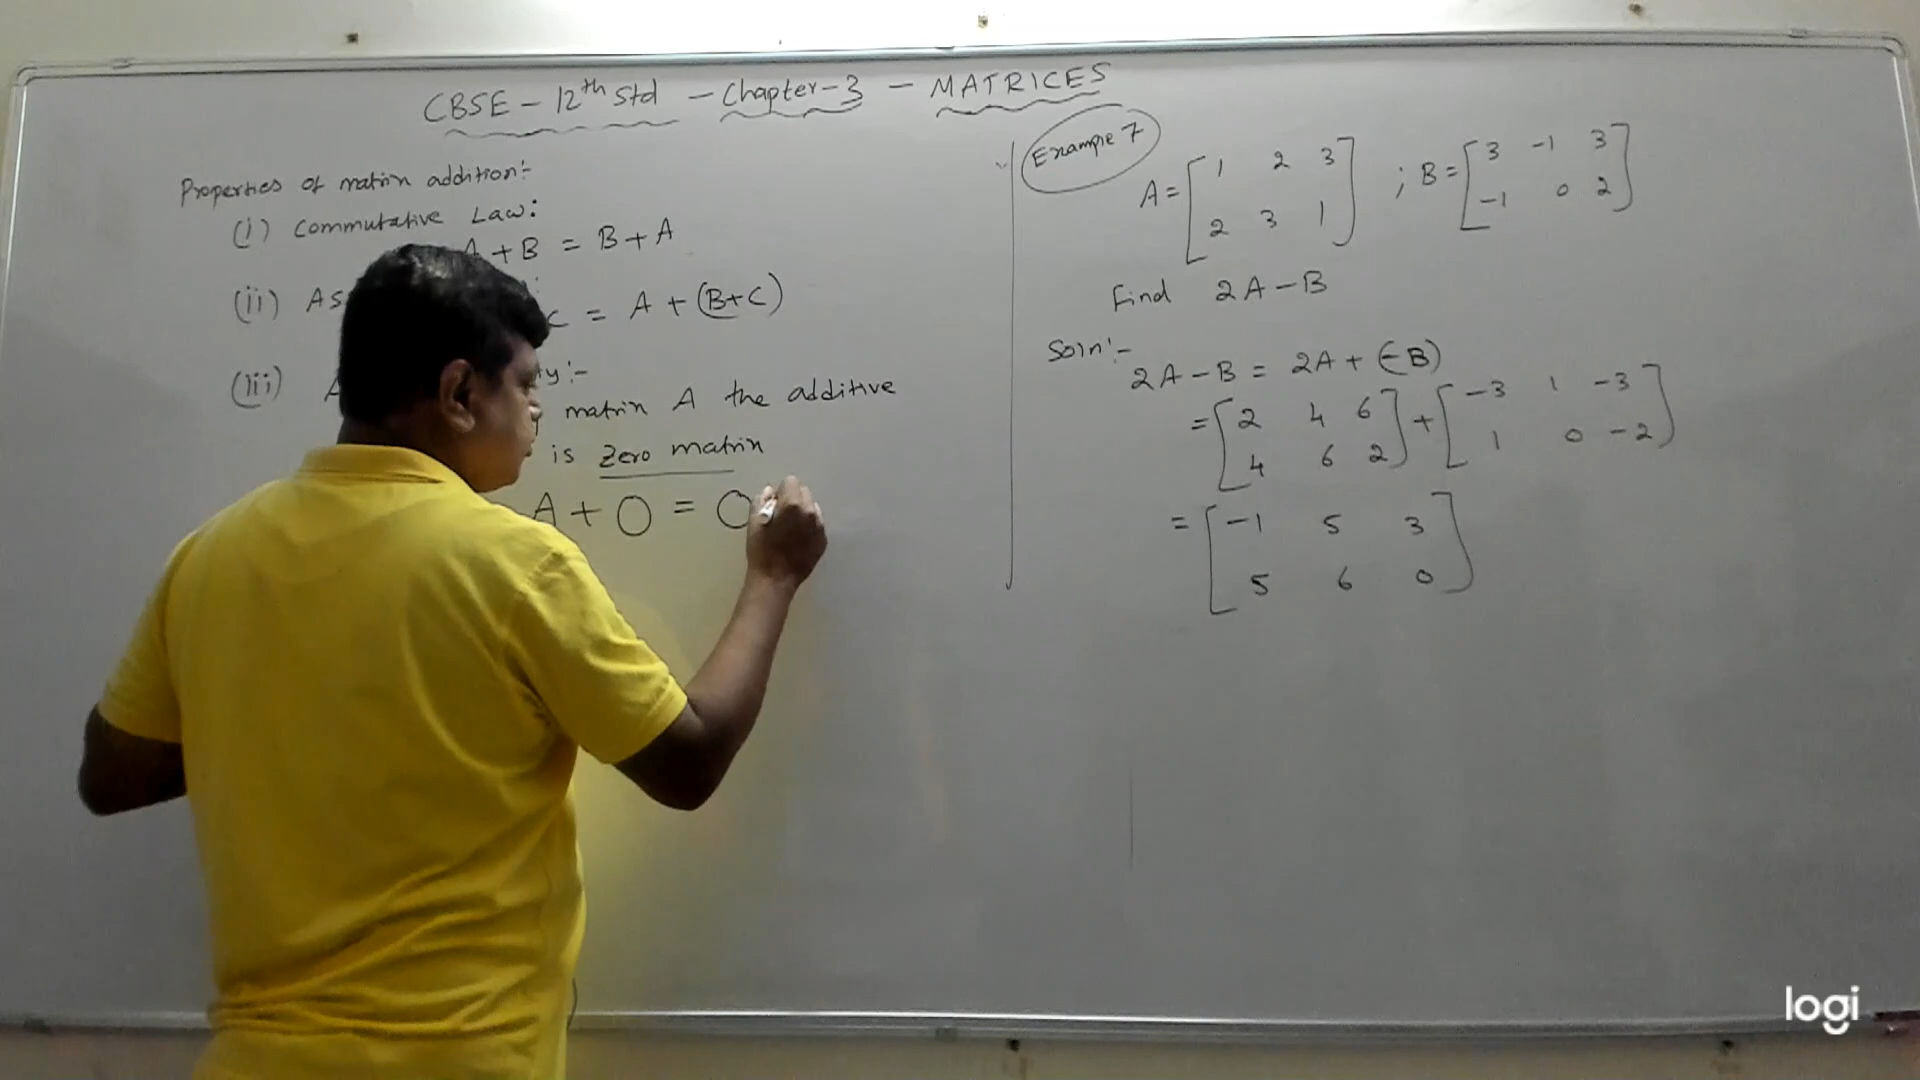 CBSE - 12th std - Chapter-3 - MATRICES
Properties of matrix addition:-
(i) Commutative Law:
A + B = B + A
(ii) As
C = A + (B+C)
(iii) A ty:-
matrix A the additive
is Zero matrix
A + O = O
Example 7
A = [ 1 2 3 ; 2 3 1 ] ; B = [ 3 -1 3 ; -1 0 2 ]
Find 2A - B
Soln:-
2A - B = 2A + (-B)
= [ 2 4 6 ; 4 6 2 ] + [ -3 1 -3 ; 1 0 -2 ]
= [ -1 5 3 ; 5 6 0 ]
logi